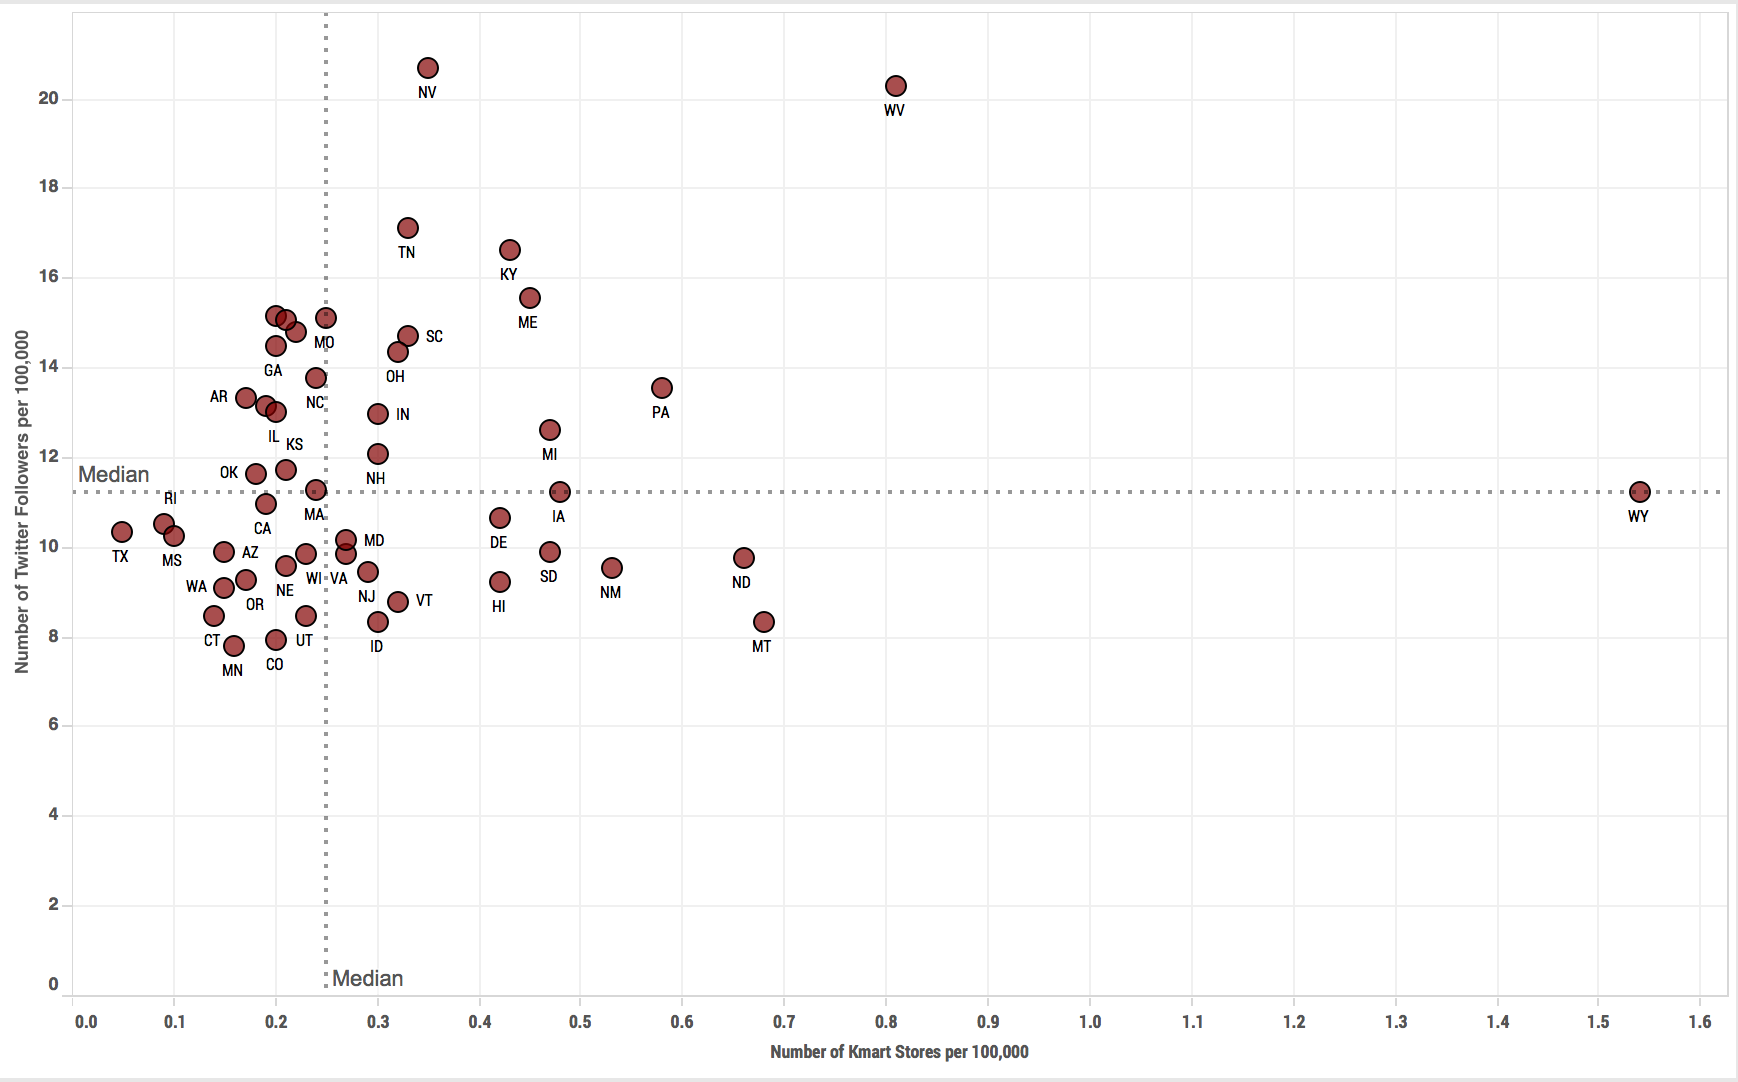 NV
20
WV
18
TN
16
KY
ME
SC
MO
14
GA
OH
AR
NC
IN
PA
IL
KS
12
MI
Median
OK
NH
RI
MA
IA
WY
CA
TX
MS
10
AZ
MD
DE
WA
OR
NE
WI
VA
NJ
SD
NM
ND
HI
VT
8
CT
UT
ID
MT
MN
CO
6
4
2
0
Median
0.0 0.1 0.2 0.3 0.4 0.5 0.6 0.7 0.8 0.9 1.0 1.1 1.2 1.3 1.4 1.5 1.6
Number of Kmart Stores per 100,000
Number of Twitter Followers per 100,000